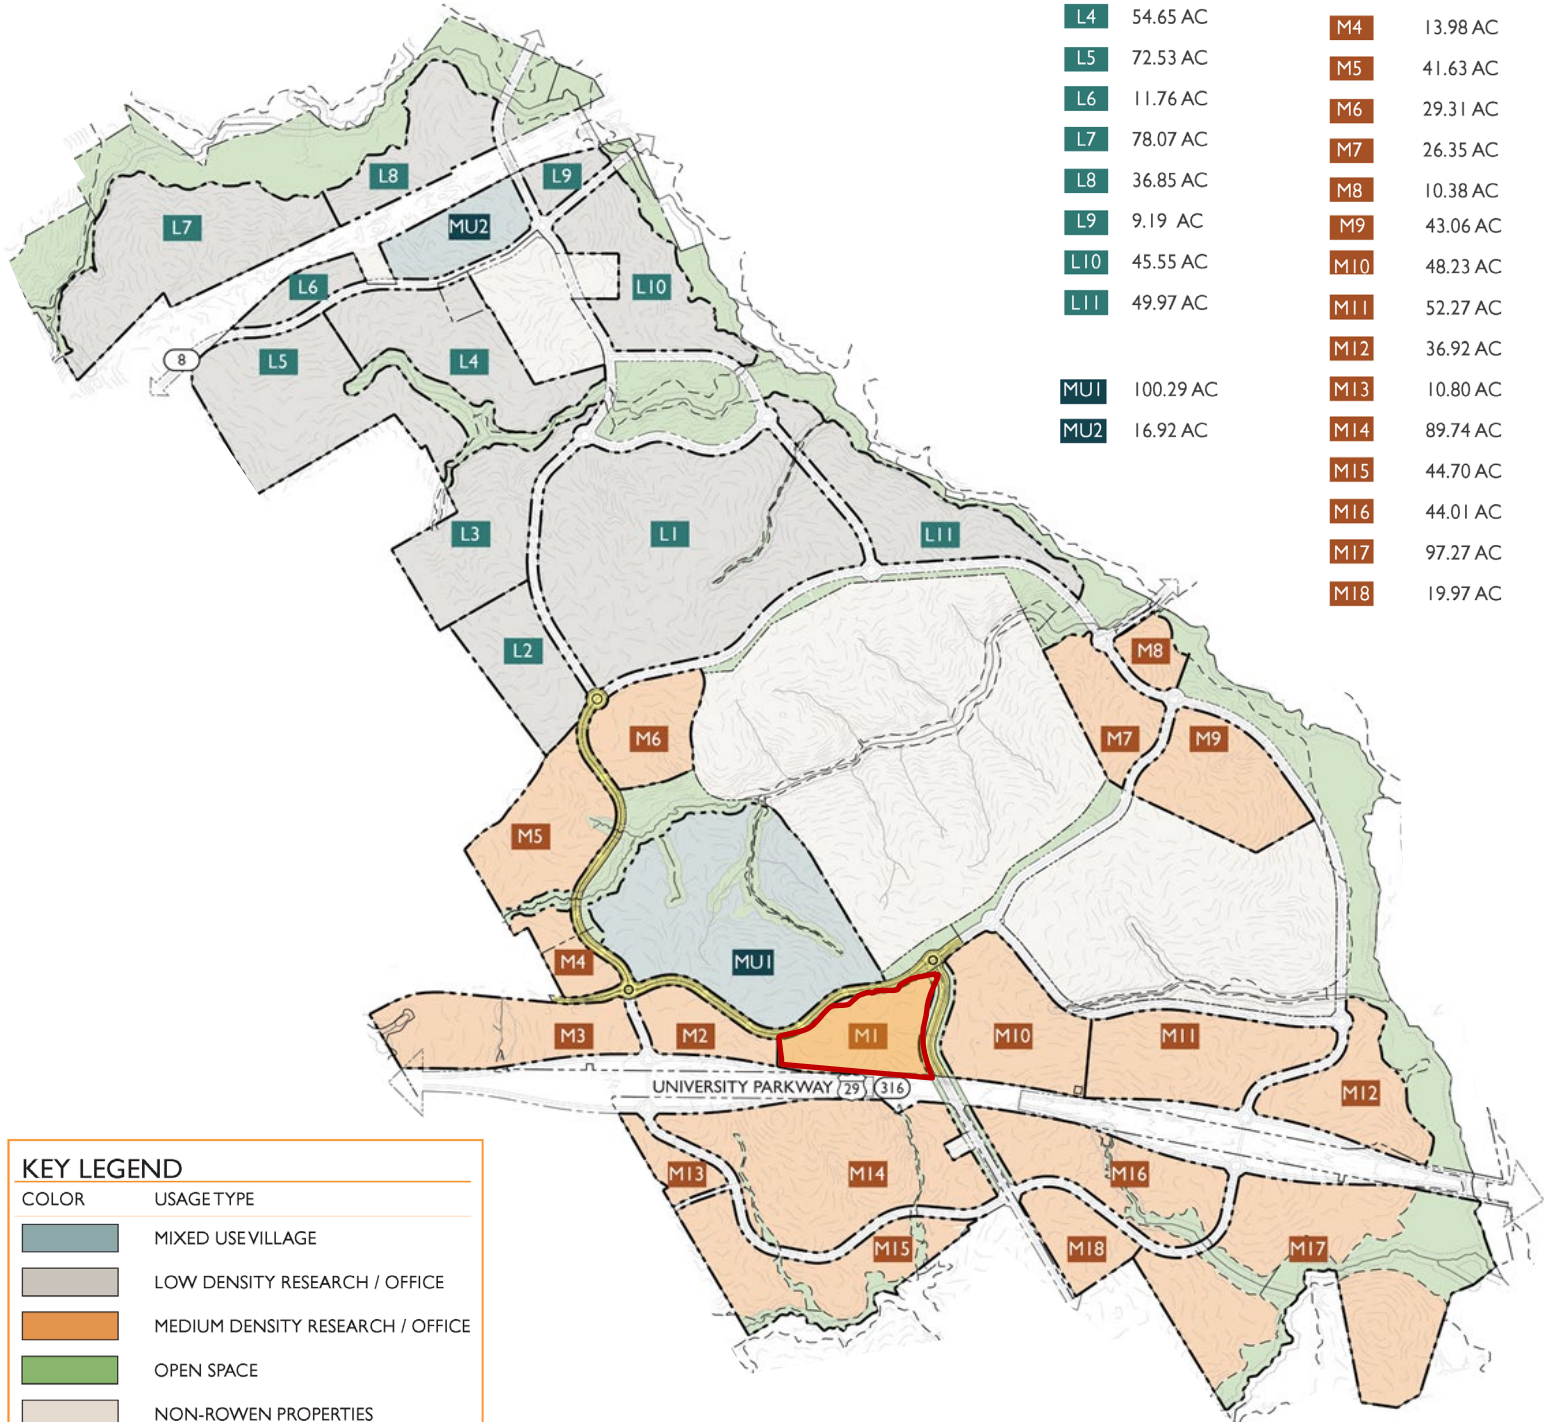 L4 54.65 AC
L5 72.53 AC
L6 11.76 AC
L7 78.07 AC
L8 36.85 AC
L9 9.19 AC
L10 45.55 AC
L11 49.97 AC
MU1 100.29 AC
MU2 16.92 AC
M4 13.98 AC
M5 41.63 AC
M6 29.31 AC
M7 26.35 AC
M8 10.38 AC
M9 43.06 AC
M10 48.23 AC
M11 52.27 AC
M12 36.92 AC
M13 10.80 AC
M14 89.74 AC
M15 44.70 AC
M16 44.01 AC
M17 97.27 AC
M18 19.97 AC
L8
L9
L7
MU2
L6
L10
8
L5
L4
L3
L1
L11
L2
M8
M6
M7
M9
M5
M4
MU1
M3
M2
M1
M10
M11
UNIVERSITY PARKWAY 29 316
M12
M13
M14
M16
M15
M18
M17
KEY LEGEND
COLOR USAGE TYPE
MIXED USE VILLAGE
LOW DENSITY RESEARCH / OFFICE
MEDIUM DENSITY RESEARCH / OFFICE
OPEN SPACE
NON-ROWEN PROPERTIES